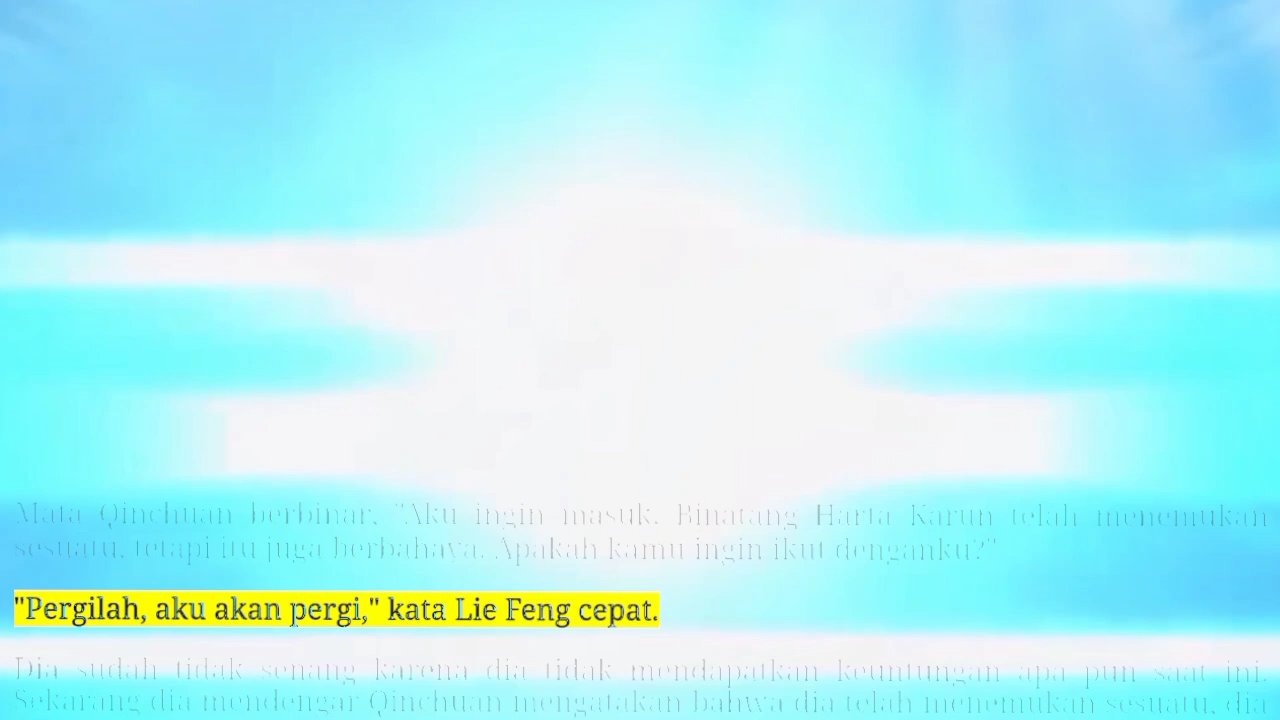 Mata Qinchuan berbinar, "Aku ingin masuk. Binatang Harta Karun telah menemukan
sesuatu, tetapi itu juga berbahaya. Apakah kamu ingin ikut denganku?"
"Pergilah, aku akan pergi," kata Lie Feng cepat.
Dia sudah tidak senang karena dia tidak mendapatkan keuntungan apa pun saat ini.
Sekarang dia mendengar Qinchuan mengatakan bahwa dia telah menemukan sesuatu, dia